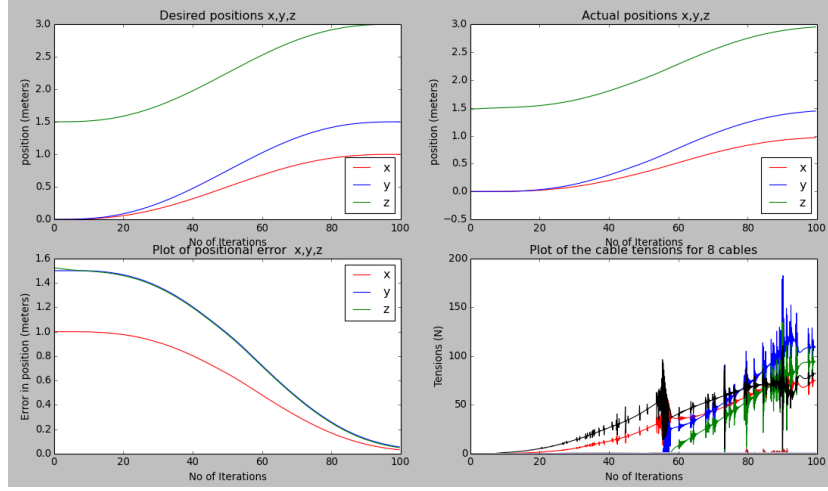 Desired positions x,y,z
position (meters)
3.0
2.5
2.0
1.5
1.0
0.5
0.0
0 20 40 60 80 100
No of Iterations
x
y
z
Actual positions x,y,z
position (meters)
3.0
2.5
2.0
1.5
1.0
0.5
0.0
−0.5
0 20 40 60 80 100
No of Iterations
x
y
z
Plot of positional error x,y,z
Error in position (meters)
1.6
1.4
1.2
1.0
0.8
0.6
0.4
0.2
0.0
0 20 40 60 80 100
No of Iterations
x
y
z
Plot of the cable tensions for 8 cables
Tensions (N)
200
150
100
50
0
0 20 40 60 80 100
No of Iterations